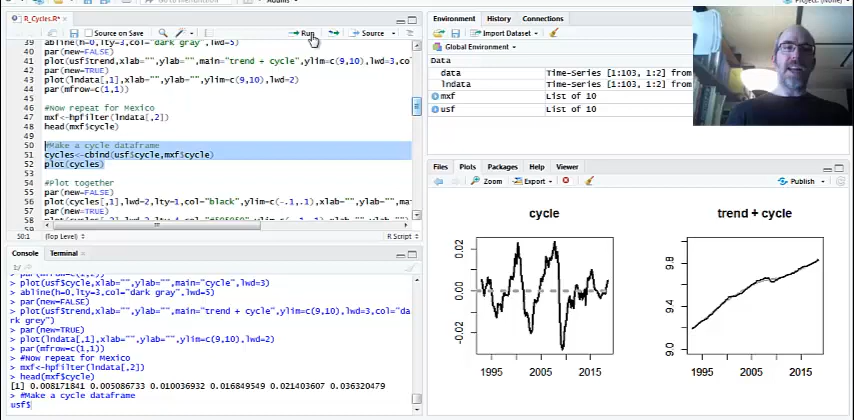 Addins
Project: (None)
R_Cycles.R*
Source on Save
Run
Source
39 abline(h=0,lty=3,col="dark gray",lwd=5)
40 par(new=FALSE)
41 plot(usf$trend,xlab="",ylab="",main="trend + cycle",ylim=c(9,10),lwd=3,co
42 par(new=TRUE)
43 plot(lndata[,1],xlab="",ylab="",ylim=c(9,10),lwd=2)
44 par(mfrow=c(1,1))
45
46 #Now repeat for Mexico
47 mxf<-hpfilter(lndata[,2])
48 head(mxf$cycle)
49
50 #Make a cycle dataframe
51 cycles<-cbind(usf$cycle,mxf$cycle)
52 plot(cycles)
53
54 #Plot together
55 par(new=FALSE)
56 plot(cycles[,1],lwd=2,lty=1,col="black",ylim=c(-.1,.1),xlab="",ylab="",ma
57 par(new=TRUE)
50:1
(Top Level)
R Script
Console
Terminal
> plot(usf$cycle,xlab="",ylab="",main="cycle",lwd=3)
> abline(h=0,lty=3,col="dark gray",lwd=5)
> par(new=FALSE)
> plot(usf$trend,xlab="",ylab="",main="trend + cycle",ylim=c(9,10),lwd=3,col="da
rk grey")
> par(new=TRUE)
> plot(lndata[,1],xlab="",ylab="",ylim=c(9,10),lwd=2)
> par(mfrow=c(1,1))
> #Now repeat for Mexico
> mxf<-hpfilter(lndata[,2])
> head(mxf$cycle)
[1] 0.008171841 0.005086733 0.010036932 0.016849549 0.021403607 0.036320479
> #Make a cycle dataframe
usf$
Environment
History
Connections
Import Dataset
Global Environment
Data
data Time-Series [1:103, 1:2] from
lndata Time-Series [1:103, 1:2] from
mxf List of 10
usf List of 10
Files
Plots
Packages
Help
Viewer
Zoom
Export
Publish
cycle
0.02
0.00
-0.02
1995
2005
2015
trend + cycle
9.8
9.4
9.0
1995
2005
2015